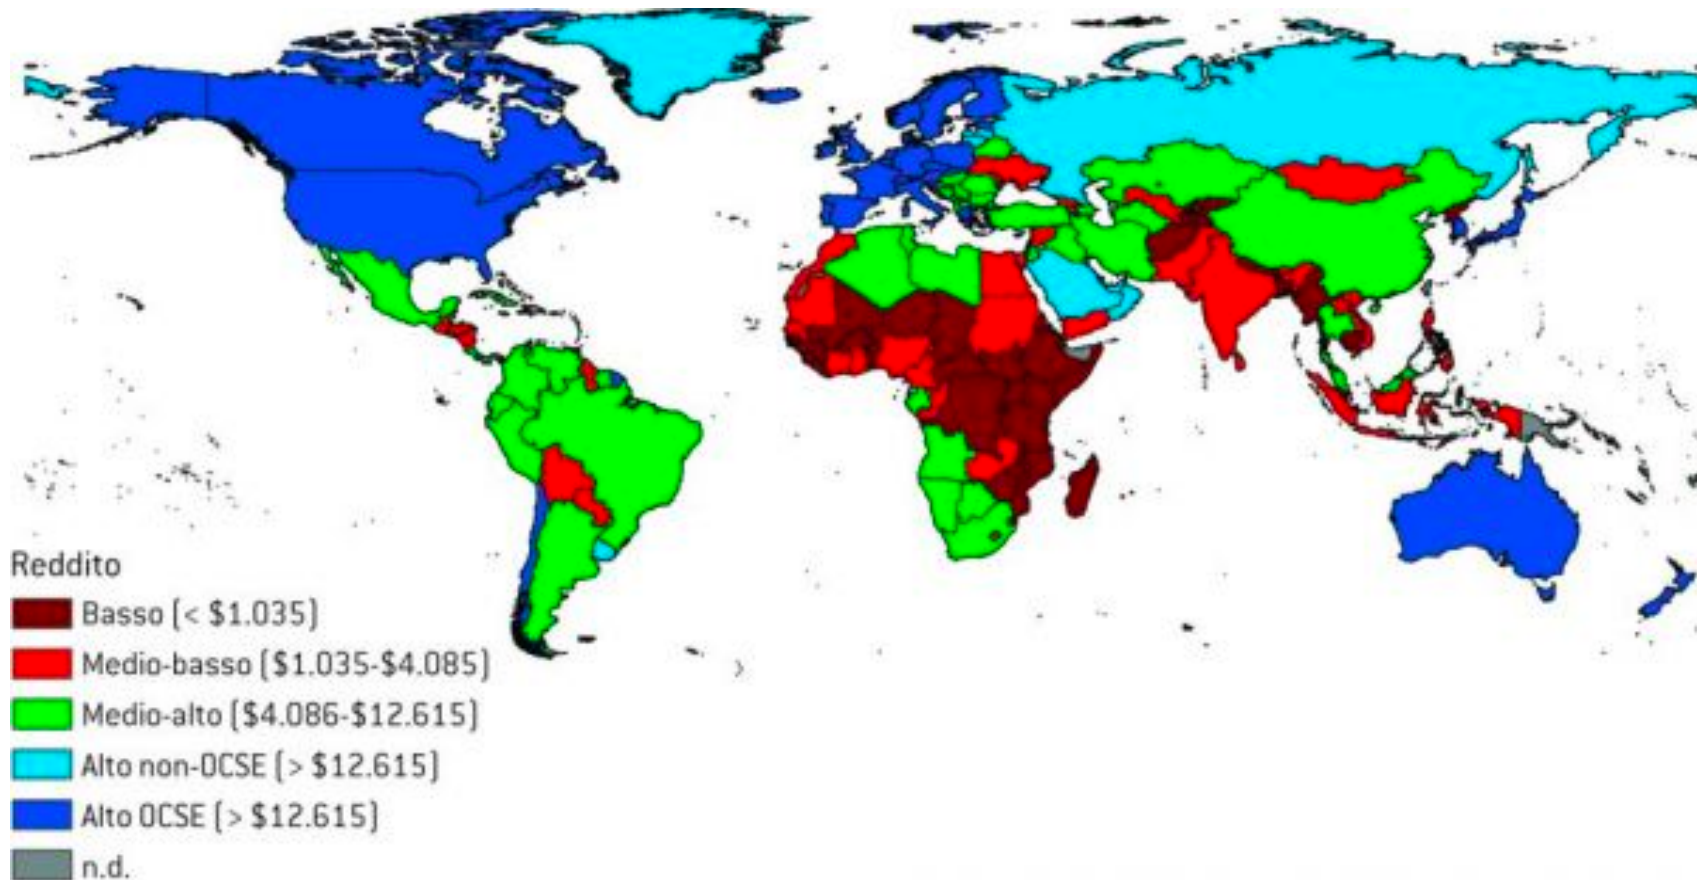 Reddito
Basso (< $1.035)
Medio-basso ($1.035-$4.085)
Medio-alto ($4.086-$12.615)
Alto non-OCSE (> $12.615)
Alto OCSE (> $12.615)
n.d.